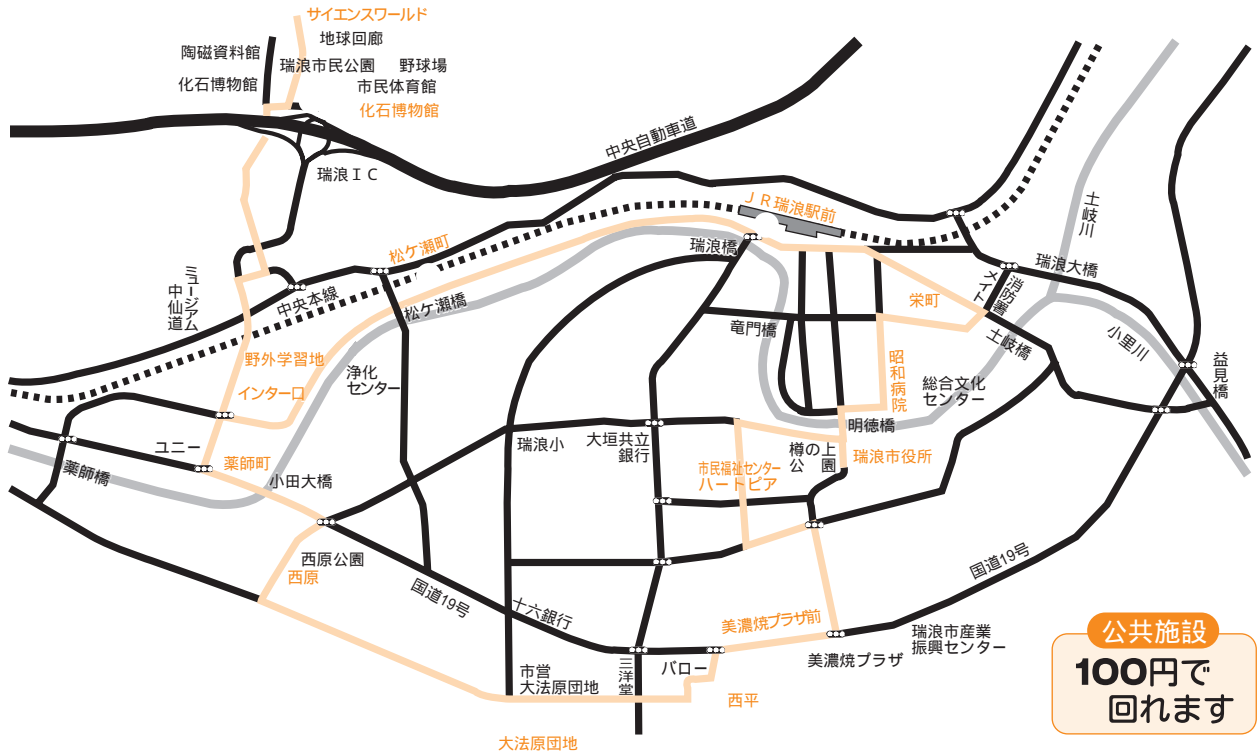 サイエンスワールド
地球回廊
陶磁資料館
瑞浪市民公園
野球場
化石博物館
市民体育館
化石博物館
中央自動車道
瑞浪ＩＣ
ＪＲ瑞浪駅前
土岐川
松ケ瀬町
瑞浪橋
瑞浪大橋
ミュージアム
中仙道
中央本線
松ケ瀬橋
栄町
消防署
メイト
竜門橋
土岐橋
小里川
益見橋
野外学習地
浄化
センター
インター口
昭和病院
総合文化
センター
明徳橋
ユニー
薬師町
薬師橋
小田大橋
瑞浪小
大垣共立
銀行
樽の上
公園
瑞浪市役所
市民福祉センター
ハートピア
西原公園
西原
国道19号
国道19号
十六銀行
美濃焼プラザ前
瑞浪市産業
振興センター
美濃焼プラザ
三洋堂
バロー
市営
大法原団地
西平
大法原団地
公共施設
100円で
回れます